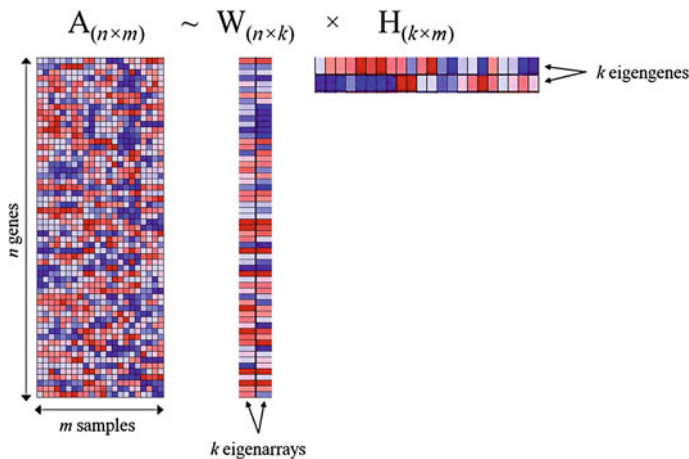 A(n×m) ~ W(n×k) × H(k×m)
k eigengenes
n genes
m samples
k eigenarrays